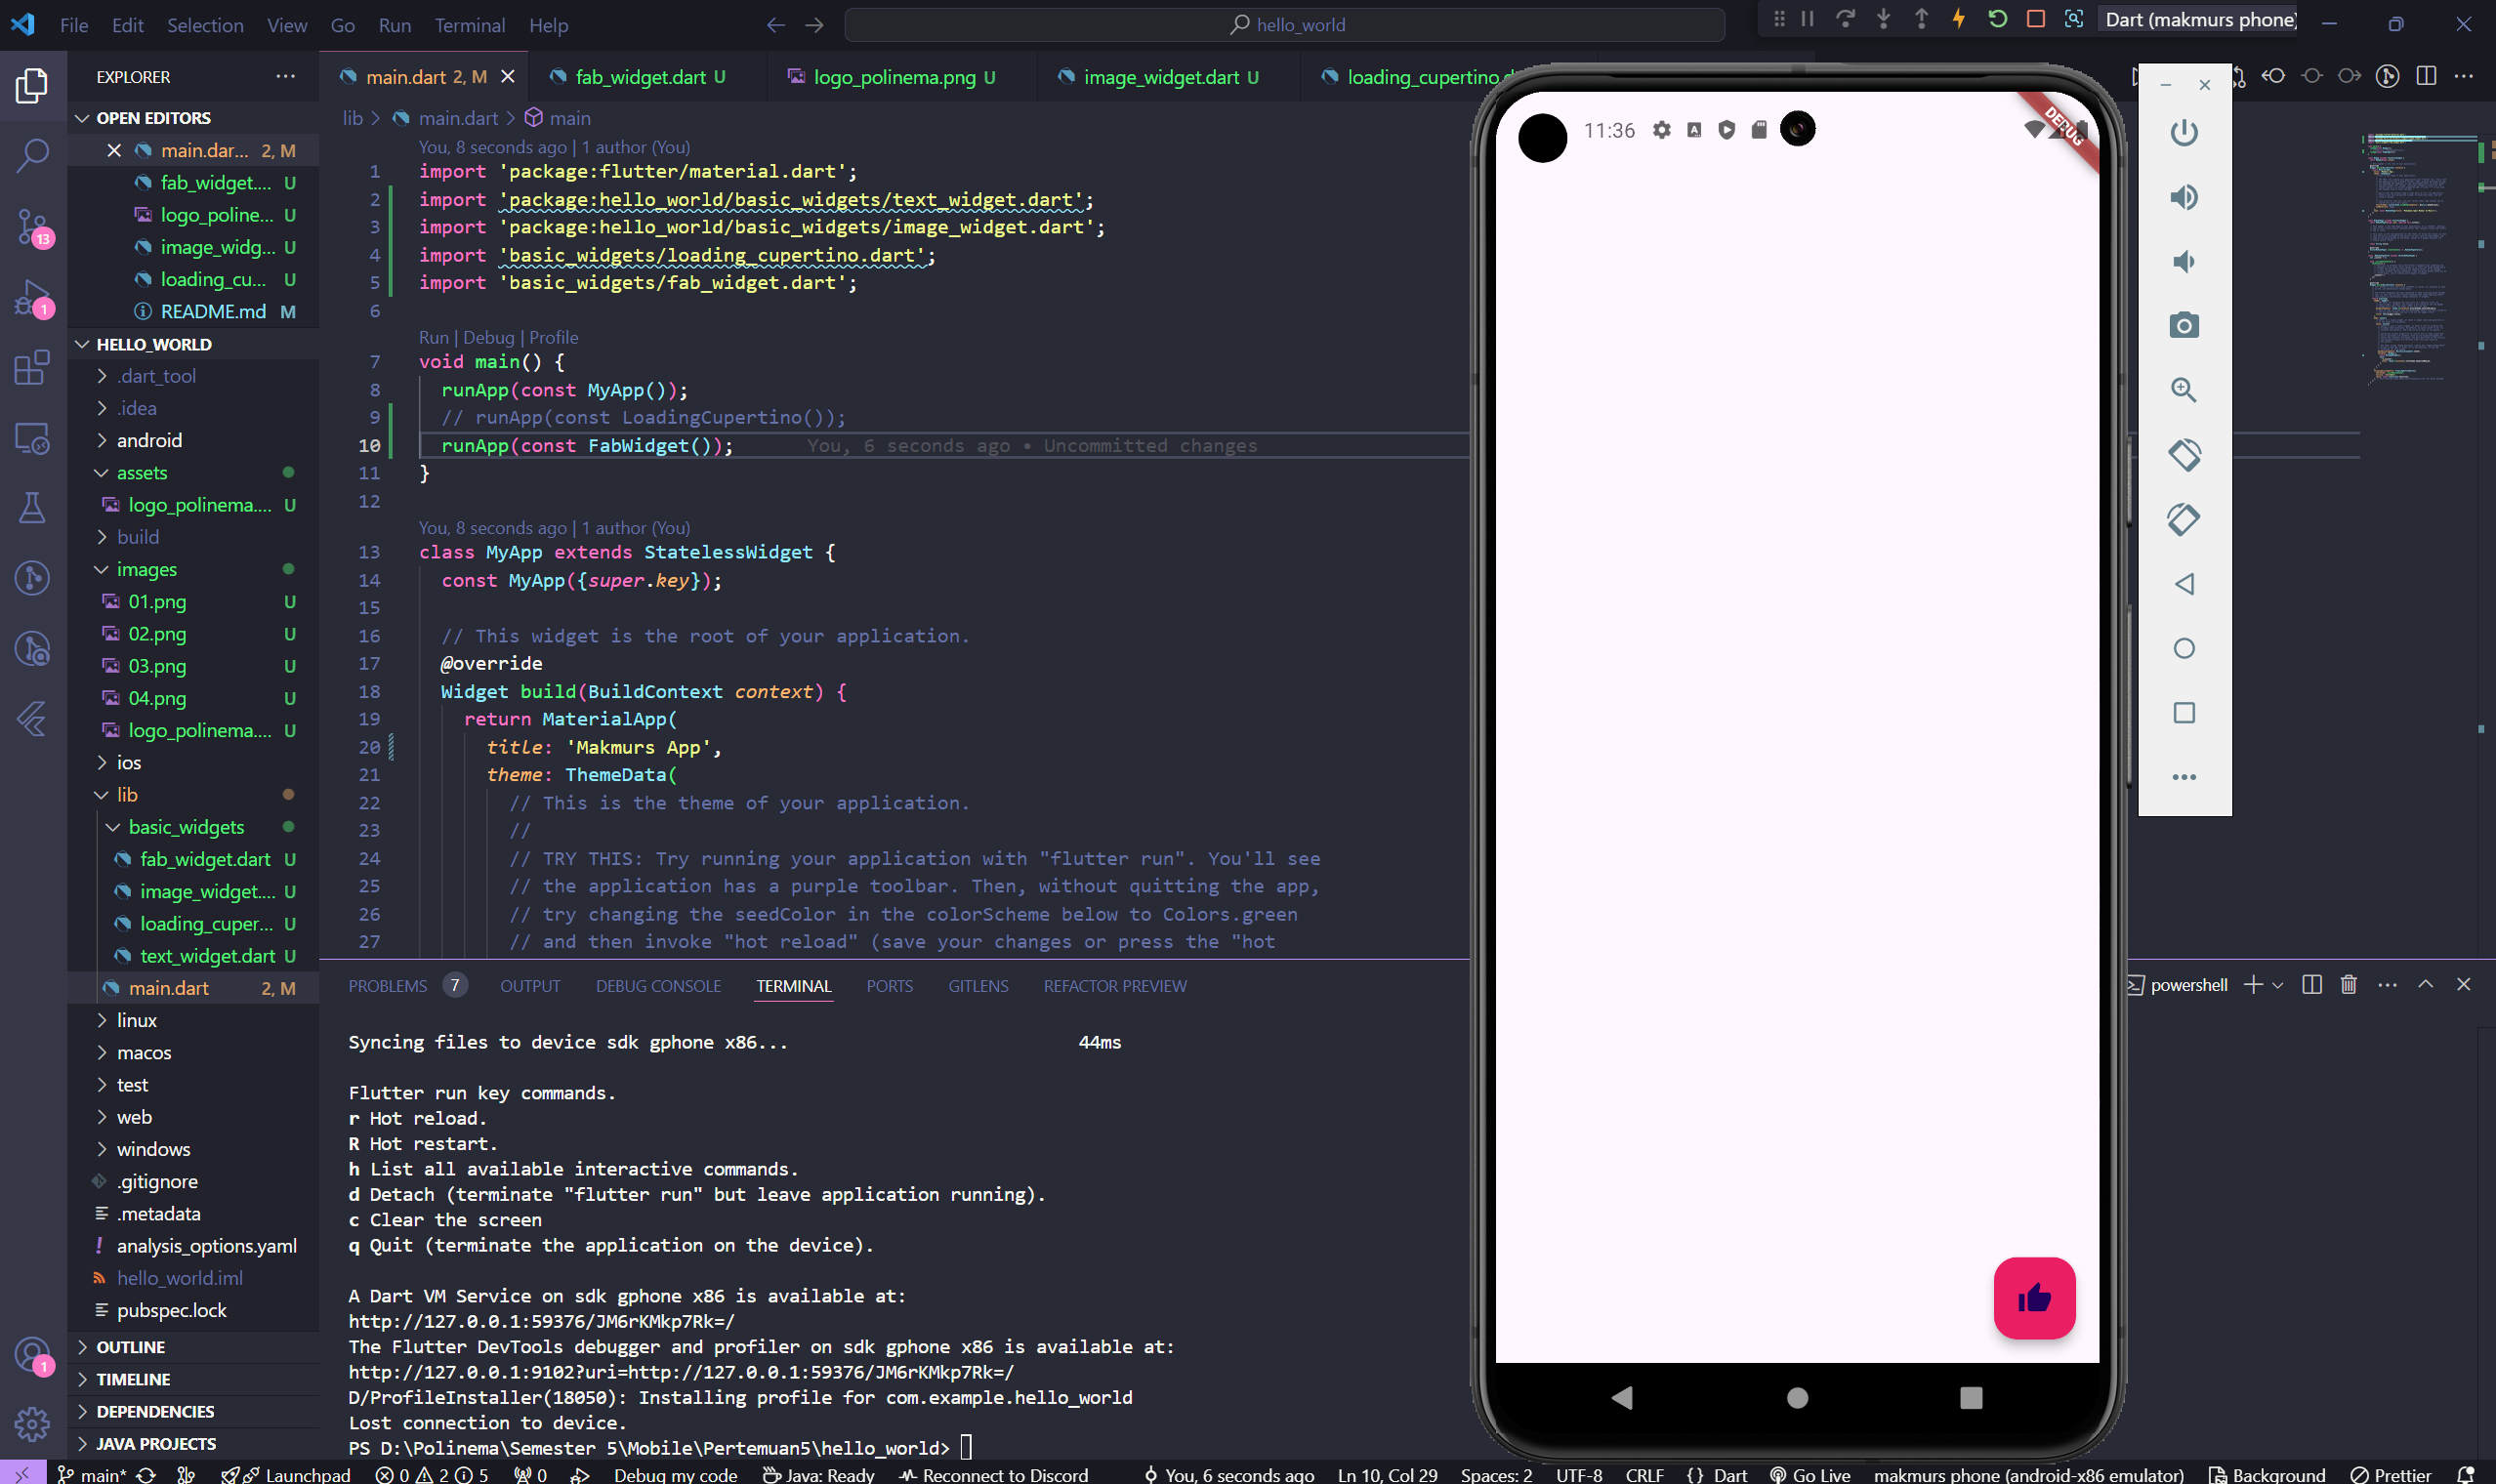 File Edit Selection View Go Run Terminal Help
hello_world
Dart (makmurs phone)
EXPLORER
OPEN EDITORS
main.dar... 2, M
fab_widget.... U
logo_poline... U
image_widg... U
loading_cu... U
README.md M
HELLO_WORLD
.dart_tool
.idea
android
assets
logo_polinema.... U
build
images
01.png U
02.png U
03.png U
04.png U
logo_polinema.... U
ios
lib
basic_widgets
fab_widget.dart U
image_widget.... U
loading_cuper... U
text_widget.dart U
main.dart 2, M
linux
macos
test
web
windows
.gitignore
.metadata
analysis_options.yaml
hello_world.iml
pubspec.lock
OUTLINE
TIMELINE
DEPENDENCIES
JAVA PROJECTS
13
1
1
main.dart 2, M
fab_widget.dart U
logo_polinema.png U
image_widget.dart U
loading_cupertino.d
lib > main.dart > main
You, 8 seconds ago | 1 author (You)
1 import 'package:flutter/material.dart';
2 import 'package:hello_world/basic_widgets/text_widget.dart';
3 import 'package:hello_world/basic_widgets/image_widget.dart';
4 import 'basic_widgets/loading_cupertino.dart';
5 import 'basic_widgets/fab_widget.dart';
6
Run | Debug | Profile
7 void main() {
8 runApp(const MyApp());
9 // runApp(const LoadingCupertino());
10 runApp(const FabWidget()); You, 6 seconds ago • Uncommitted changes
11 }
12
You, 8 seconds ago | 1 author (You)
13 class MyApp extends StatelessWidget {
14 const MyApp({super.key});
15
16 // This widget is the root of your application.
17 @override
18 Widget build(BuildContext context) {
19 return MaterialApp(
20 title: 'Makmurs App',
21 theme: ThemeData(
22 // This is the theme of your application.
23 //
24 // TRY THIS: Try running your application with "flutter run". You'll see
25 // the application has a purple toolbar. Then, without quitting the app,
26 // try changing the seedColor in the colorScheme below to Colors.green
27 // and then invoke "hot reload" (save your changes or press the "hot
11:36
DEBUG
PROBLEMS 7 OUTPUT DEBUG CONSOLE TERMINAL PORTS GITLENS REFACTOR PREVIEW
powershell
Syncing files to device sdk gphone x86... 44ms
Flutter run key commands.
r Hot reload.
R Hot restart.
h List all available interactive commands.
d Detach (terminate "flutter run" but leave application running).
c Clear the screen
q Quit (terminate the application on the device).
A Dart VM Service on sdk gphone x86 is available at:
http://127.0.0.1:59376/JM6rKMkp7Rk=/
The Flutter DevTools debugger and profiler on sdk gphone x86 is available at:
http://127.0.0.1:9102?uri=http://127.0.0.1:59376/JM6rKMkp7Rk=/
D/ProfileInstaller(18050): Installing profile for com.example.hello_world
Lost connection to device.
PS D:\Polinema\Semester 5\Mobile\Pertemuan5\hello_world>
main* Launchpad 0 2 5 0 Debug my code Java: Ready Reconnect to Discord You, 6 seconds ago Ln 10, Col 29 Spaces: 2 UTF-8 CRLF {} Dart Go Live makmurs phone (android-x86 emulator) Background Prettier